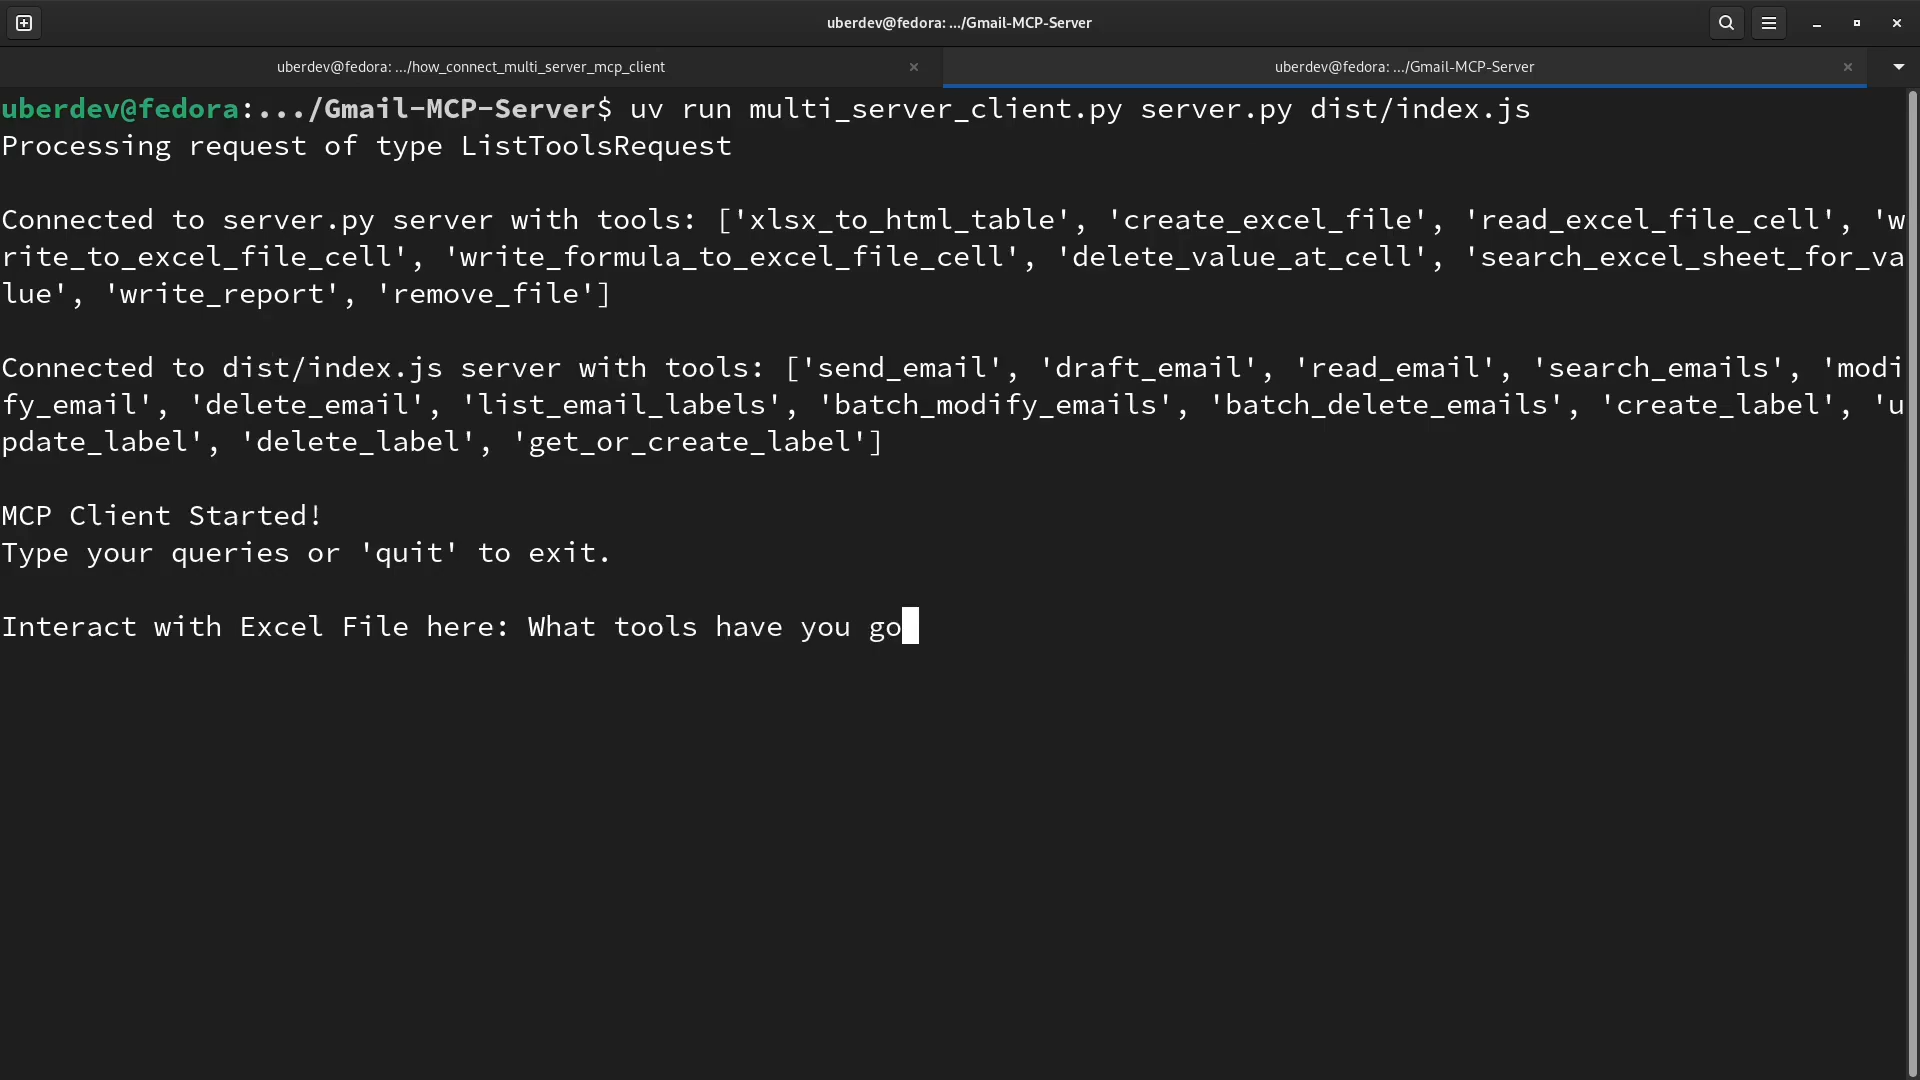 uberdev@fedora: .../Gmail-MCP-Server
uberdev@fedora: .../how_connect_multi_server_mcp_client
uberdev@fedora: .../Gmail-MCP-Server
uberdev@fedora:.../Gmail-MCP-Server$ uv run multi_server_client.py server.py dist/index.js
Processing request of type ListToolsRequest
Connected to server.py server with tools: ['xlsx_to_html_table', 'create_excel_file', 'read_excel_file_cell', 'w
rite_to_excel_file_cell', 'write_formula_to_excel_file_cell', 'delete_value_at_cell', 'search_excel_sheet_for_va
lue', 'write_report', 'remove_file']
Connected to dist/index.js server with tools: ['send_email', 'draft_email', 'read_email', 'search_emails', 'modi
fy_email', 'delete_email', 'list_email_labels', 'batch_modify_emails', 'batch_delete_emails', 'create_label', 'u
pdate_label', 'delete_label', 'get_or_create_label']
MCP Client Started!
Type your queries or 'quit' to exit.
Interact with Excel File here: What tools have you go